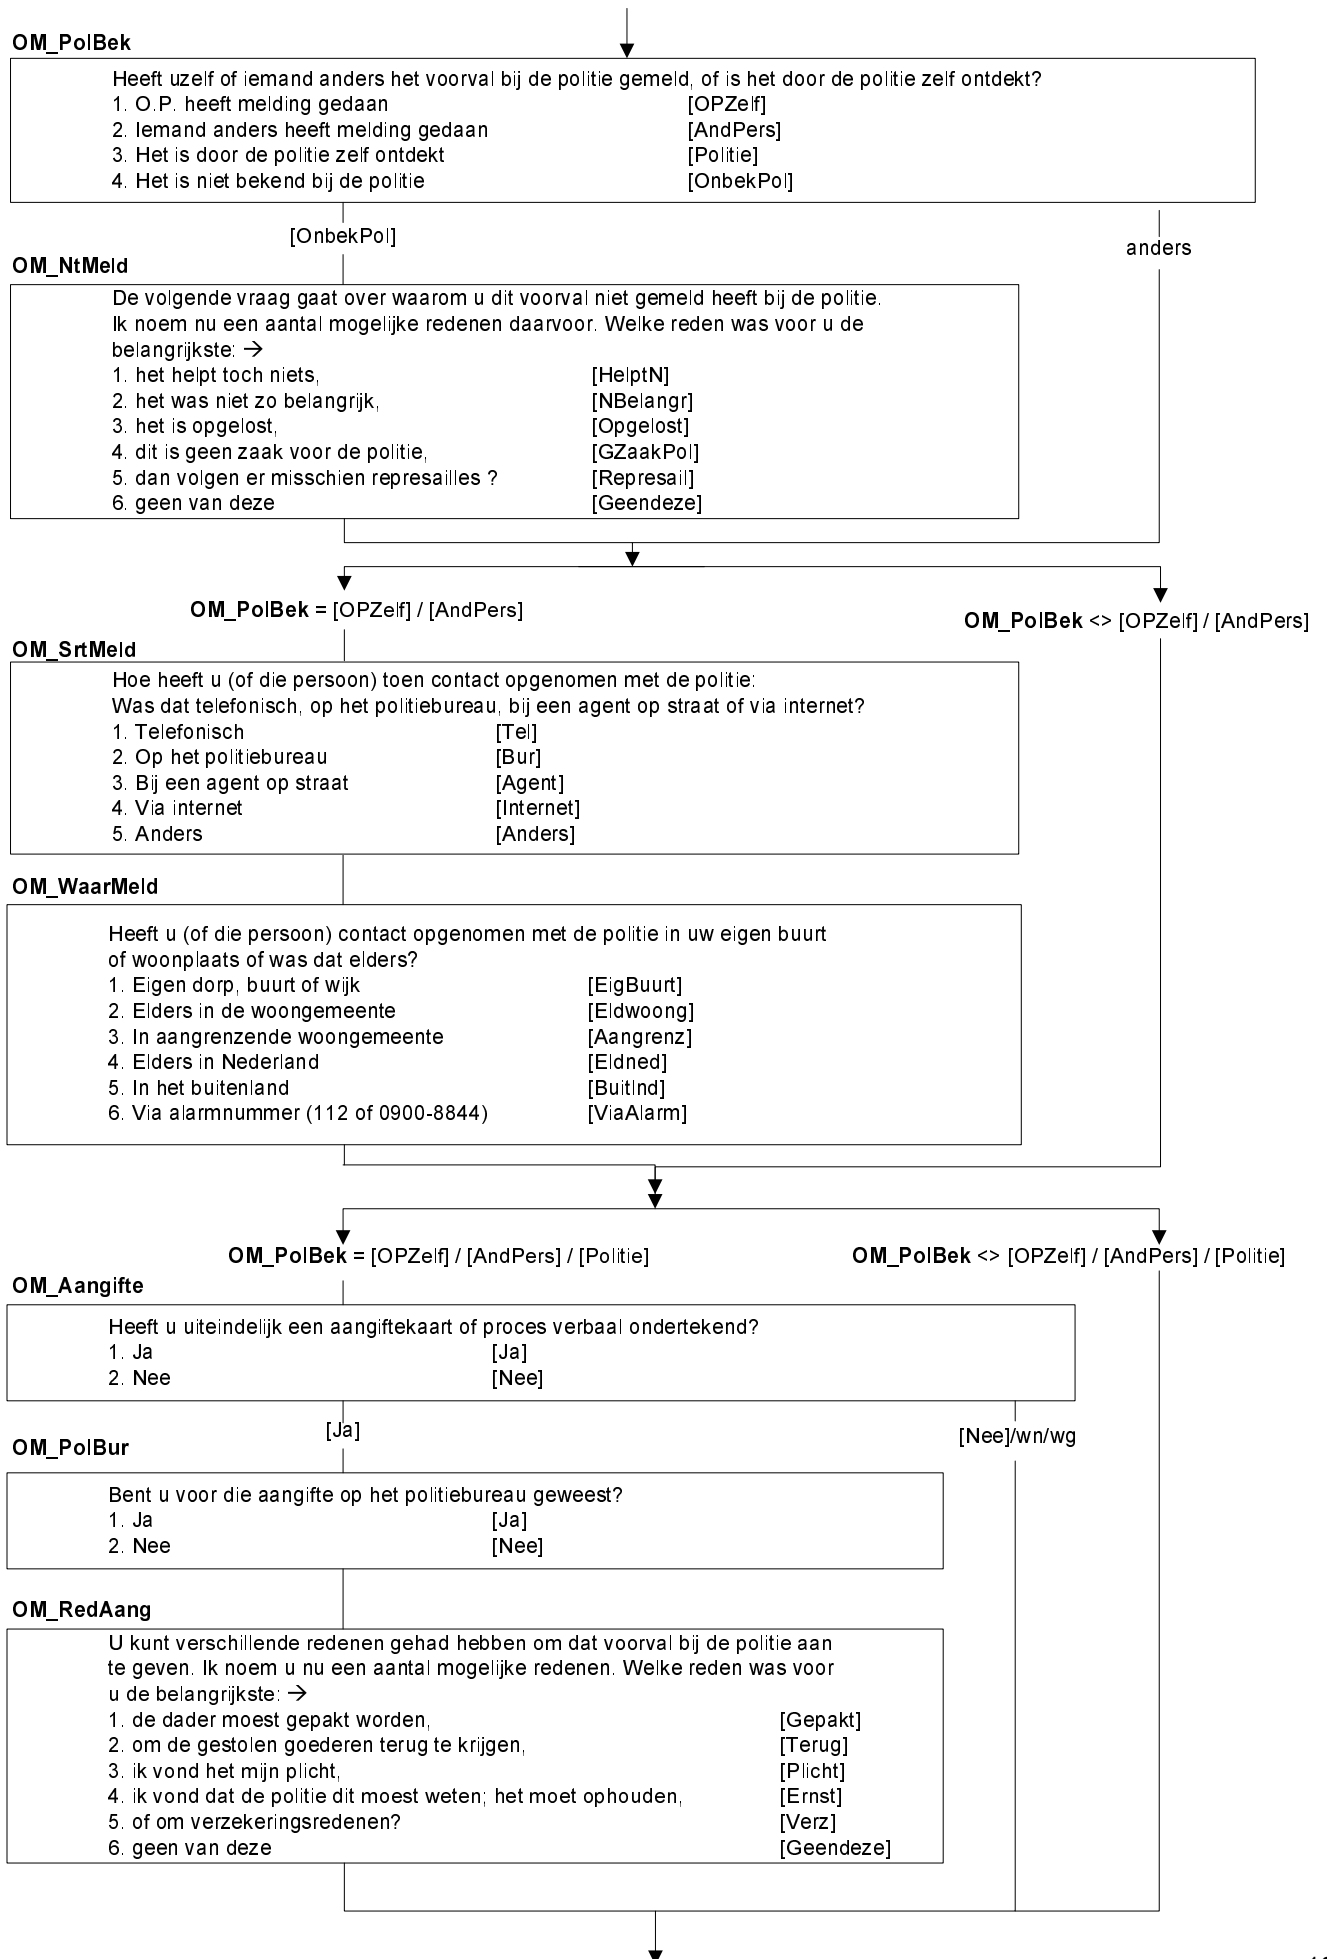 OM_PolBek
Heeft uzelf of iemand anders het voorval bij de politie gemeld, of is het door de politie zelf ontdekt?
1. O.P. heeft melding gedaan [OPZelf]
2. Iemand anders heeft melding gedaan [AndPers]
3. Het is door de politie zelf ontdekt [Politie]
4. Het is niet bekend bij de politie [OnbekPol]
[OnbekPol]
anders
OM_NtMeld
De volgende vraag gaat over waarom u dit voorval niet gemeld heeft bij de politie.
Ik noem nu een aantal mogelijke redenen daarvoor. Welke reden was voor u de
belangrijkste: →
1. het helpt toch niets, [HelptN]
2. het was niet zo belangrijk, [NBelangr]
3. het is opgelost, [Opgelost]
4. dit is geen zaak voor de politie, [GZaakPol]
5. dan volgen er misschien represailles ? [Represail]
6. geen van deze [Geendeze]
OM_PolBek = [OPZelf] / [AndPers]
OM_PolBek <> [OPZelf] / [AndPers]
OM_SrtMeld
Hoe heeft u (of die persoon) toen contact opgenomen met de politie:
Was dat telefonisch, op het politiebureau, bij een agent op straat of via internet?
1. Telefonisch [Tel]
2. Op het politiebureau [Bur]
3. Bij een agent op straat [Agent]
4. Via internet [Internet]
5. Anders [Anders]
OM_WaarMeld
Heeft u (of die persoon) contact opgenomen met de politie in uw eigen buurt
of woonplaats of was dat elders?
1. Eigen dorp, buurt of wijk [EigBuurt]
2. Elders in de woongemeente [Eldwoong]
3. In aangrenzende woongemeente [Aangrenz]
4. Elders in Nederland [Eldned]
5. In het buitenland [Buitlnd]
6. Via alarmnummer (112 of 0900-8844) [ViaAlarm]
OM_PolBek = [OPZelf] / [AndPers] / [Politie]
OM_PolBek <> [OPZelf] / [AndPers] / [Politie]
OM_Aangifte
Heeft u uiteindelijk een aangiftekaart of proces verbaal ondertekend?
1. Ja [Ja]
2. Nee [Nee]
[Ja]
[Nee]/wn/wg
OM_PolBur
Bent u voor die aangifte op het politiebureau geweest?
1. Ja [Ja]
2. Nee [Nee]
OM_RedAang
U kunt verschillende redenen gehad hebben om dat voorval bij de politie aan
te geven. Ik noem u nu een aantal mogelijke redenen. Welke reden was voor
u de belangrijkste: →
1. de dader moest gepakt worden, [Gepakt]
2. om de gestolen goederen terug te krijgen, [Terug]
3. ik vond het mijn plicht, [Plicht]
4. ik vond dat de politie dit moest weten; het moet ophouden, [Ernst]
5. of om verzekeringsredenen? [Verz]
6. geen van deze [Geendeze]